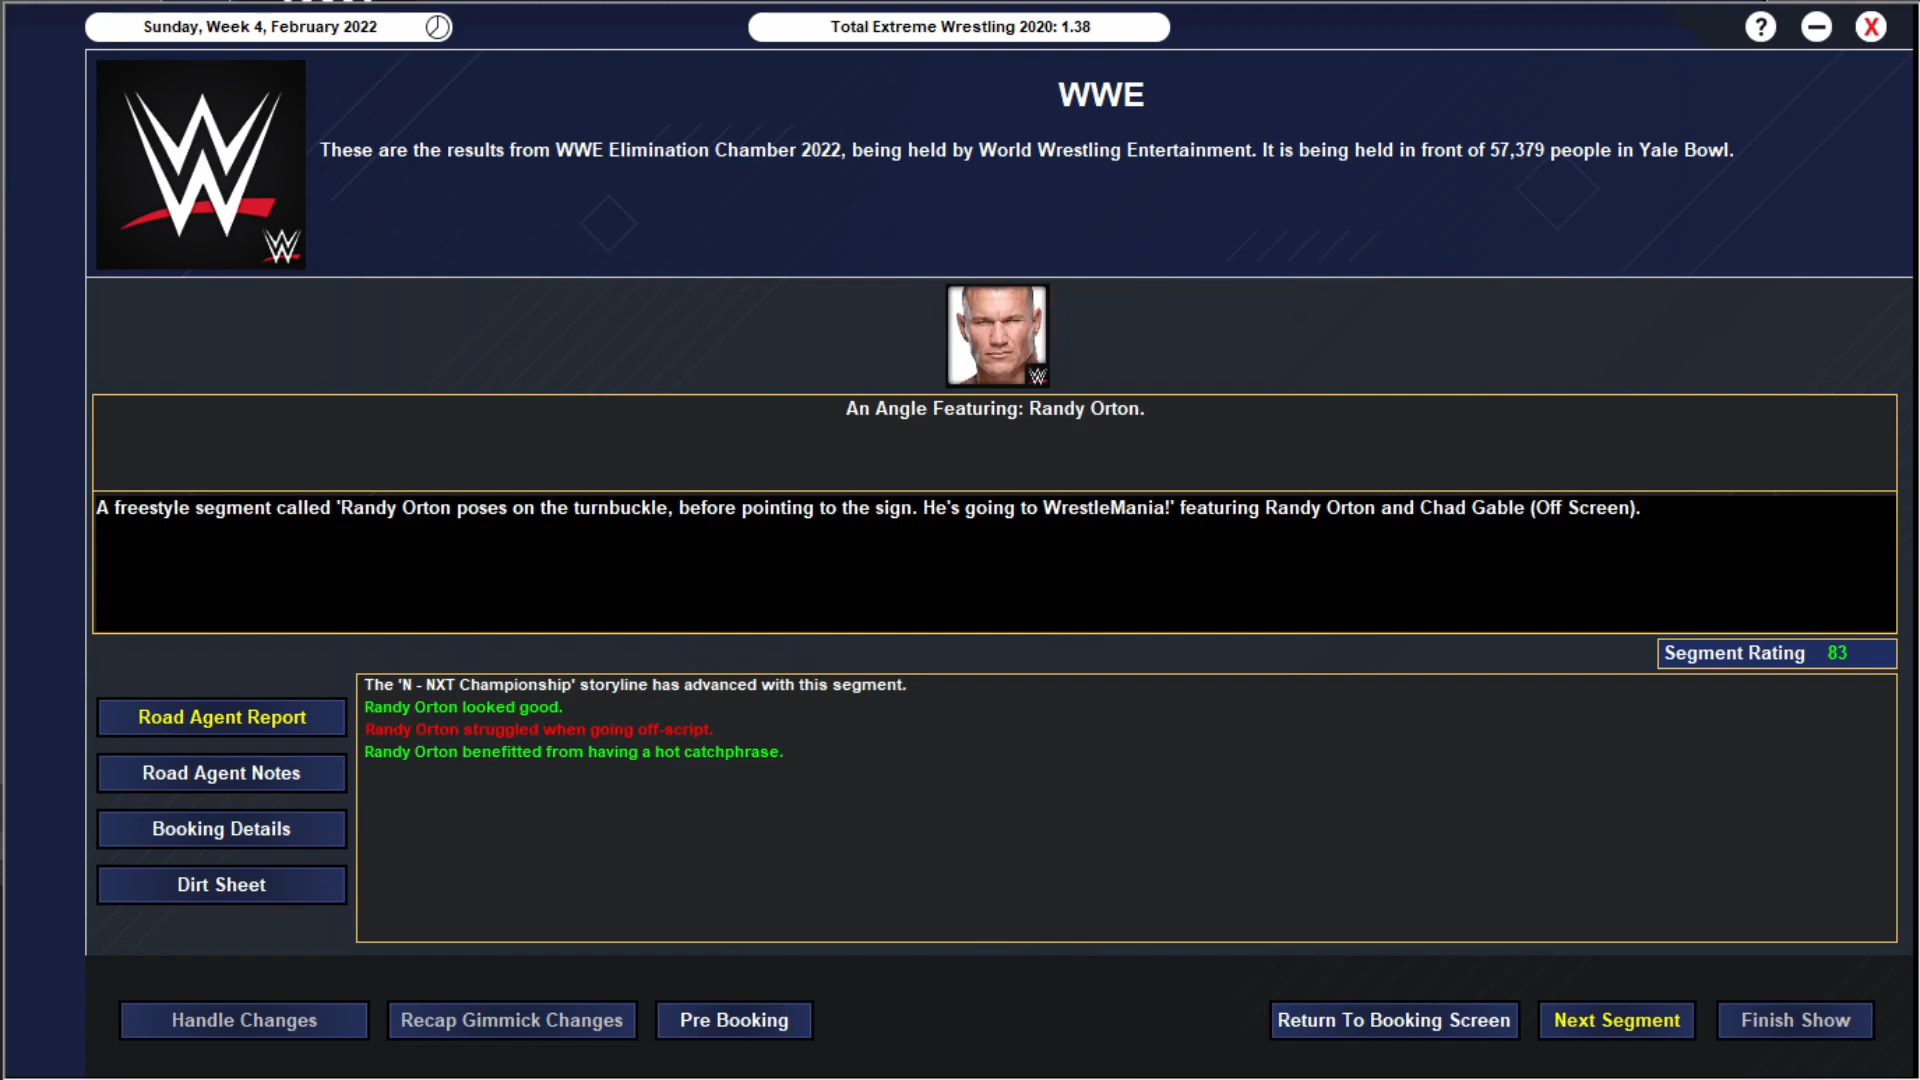 Sunday, Week 4, February 2022
Total Extreme Wrestling 2020: 1.38
?
X
WWE
These are the results from WWE Elimination Chamber 2022, being held by World Wrestling Entertainment. It is being held in front of 57,379 people in Yale Bowl.
An Angle Featuring: Randy Orton.
A freestyle segment called 'Randy Orton poses on the turnbuckle, before pointing to the sign. He's going to WrestleMania!' featuring Randy Orton and Chad Gable (Off Screen).
Segment Rating 83
The 'N - NXT Championship' storyline has advanced with this segment.
Randy Orton looked good.
Randy Orton struggled when going off-script.
Randy Orton benefitted from having a hot catchphrase.
Road Agent Report
Road Agent Notes
Booking Details
Dirt Sheet
Handle Changes
Recap Gimmick Changes
Pre Booking
Return To Booking Screen
Next Segment
Finish Show